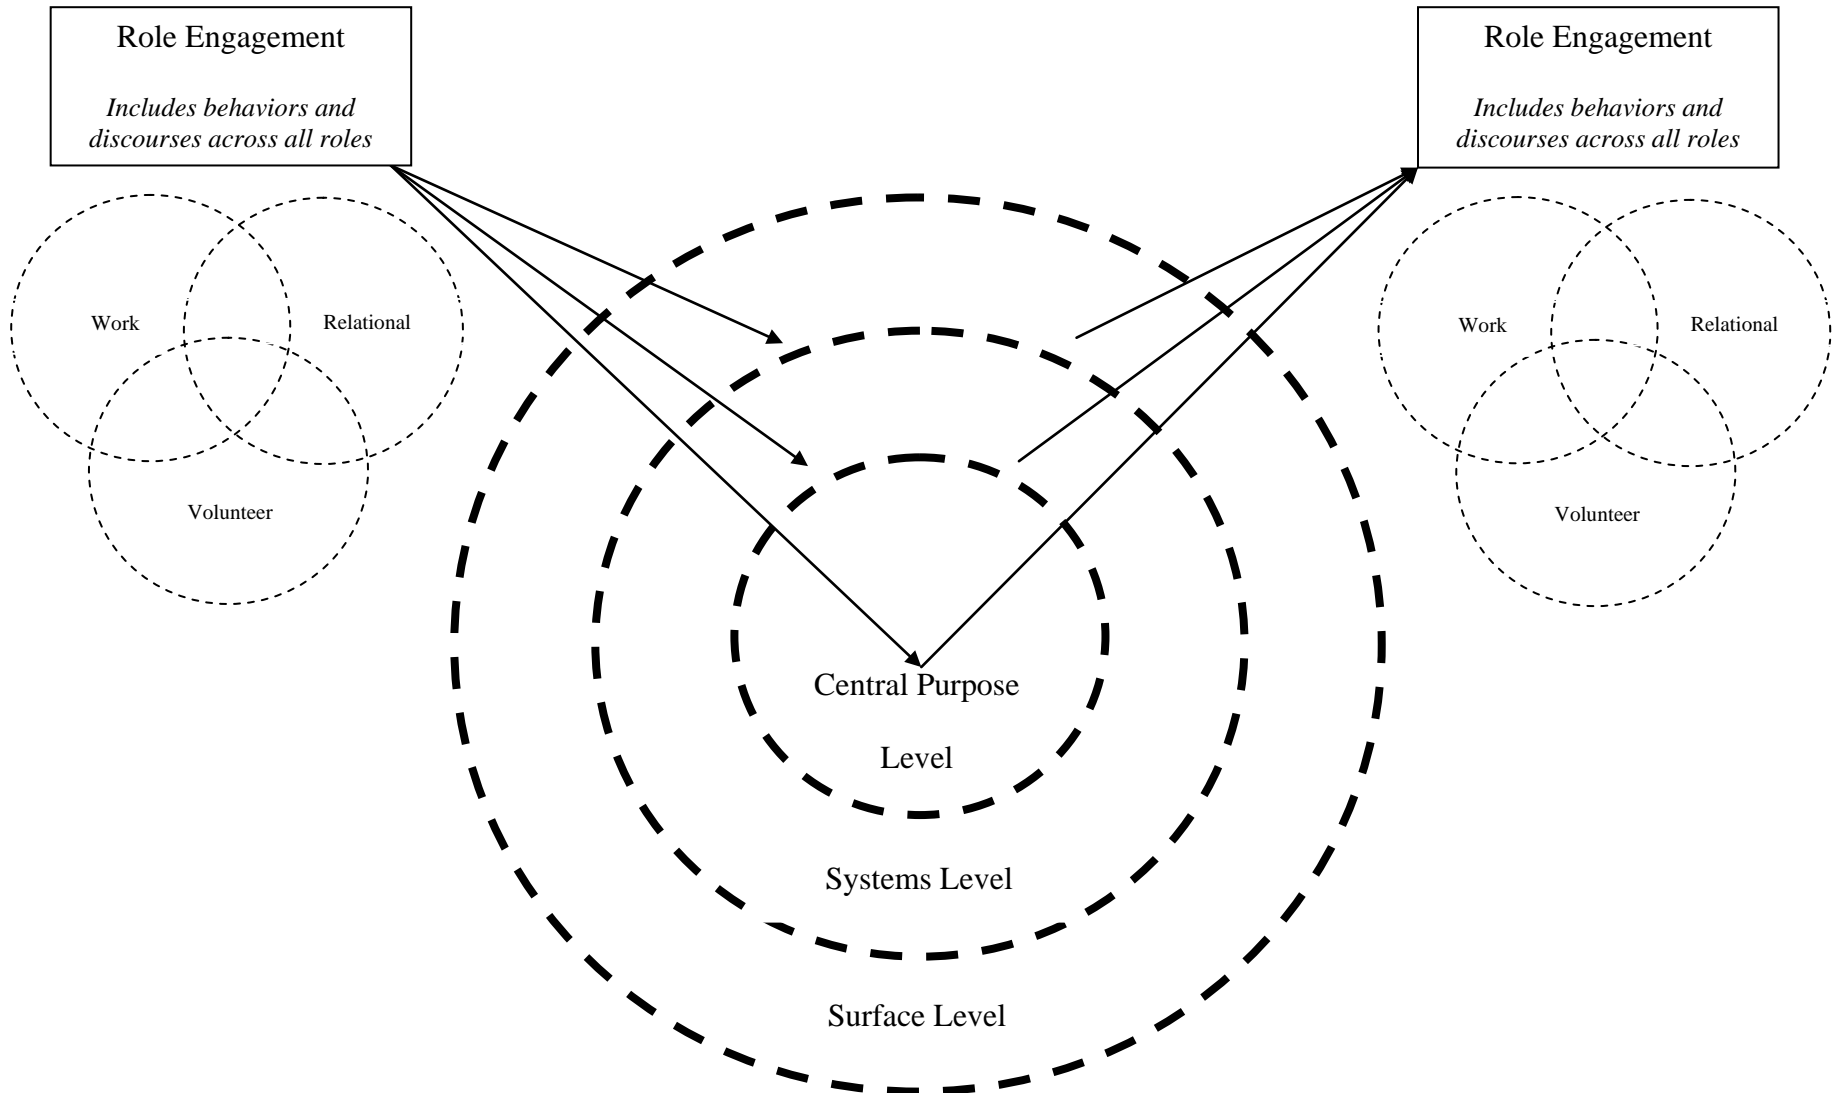 Role Engagement
Includes behaviors and
discourses across all roles
Work
Relational
Volunteer
Role Engagement
Includes behaviors and
discourses across all roles
Work
Relational
Volunteer
Central Purpose
Level
Systems Level
Surface Level